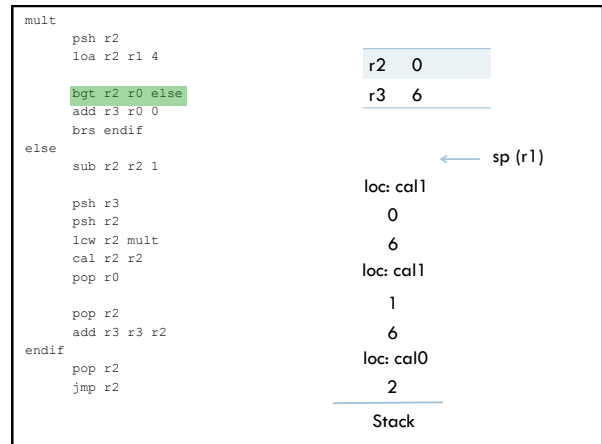 mult
psh r2
loa r2 r1 4
bgt r2 r0 else
add r3 r0 0
brs endif
else
sub r2 r2 1
psh r3
psh r2
lcw r2 mult
cal r2 r2
pop r0
pop r2
add r3 r3 r2
endif
pop r2
jmp r2
r2 0
r3 6
sp (r1)
loc: cal1
0
6
loc: cal1
1
6
loc: cal0
2
Stack